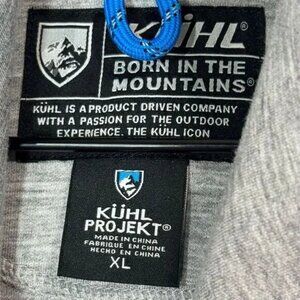 KÜHL®
BORN IN THE
MOUNTAINS®
KÜHL IS A PRODUCT DRIVEN COMPANY
WITH A PASSION FOR THE OUTDOOR
EXPERIENCE. THE KÜHL ICON
KÜHL
PROJEKT®
MADE IN CHINA
FABRIQUE EN CHINE
HECHO EN CHINA
XL